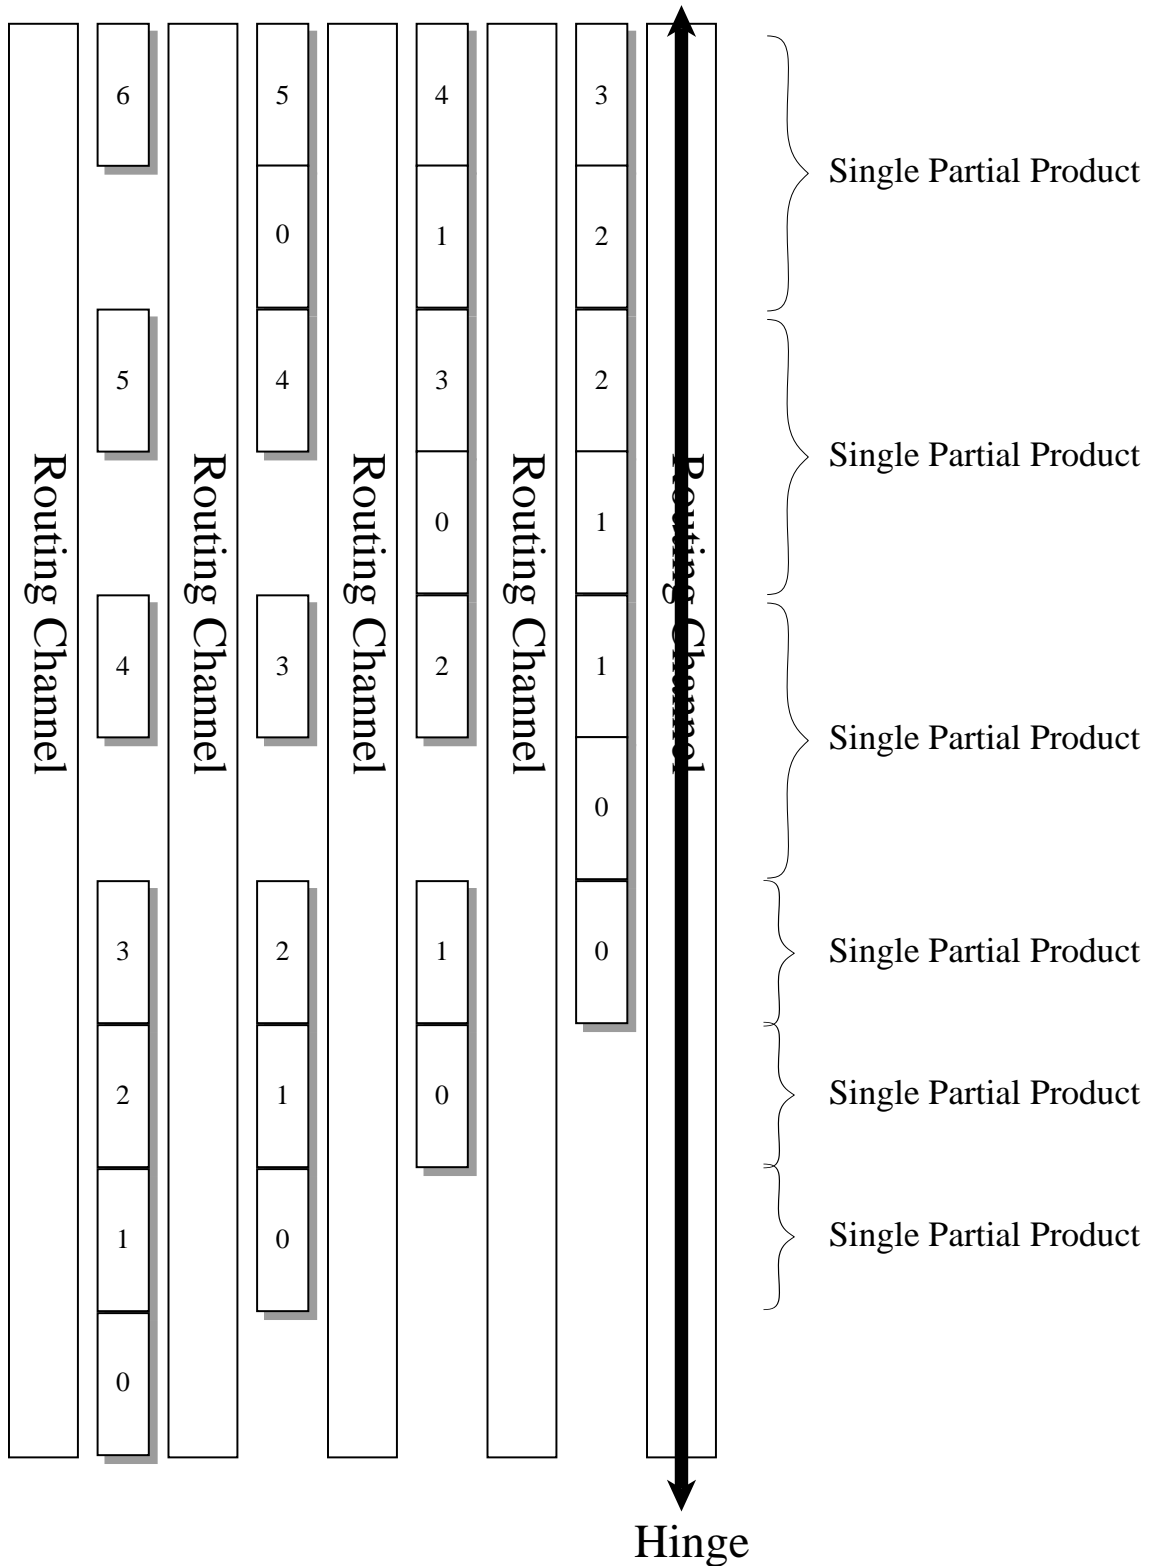 6 5 4 3
Single Partial Product
0 1 2
5 4 3 2
Single Partial Product
Routing Channel
Routing Channel
Routing Channel
Routing Channel
Routing Channel
0 1
4 3 2 1
Single Partial Product
0
3 2 1 0
Single Partial Product
2 1 0
Single Partial Product
1 0
Single Partial Product
0
Hinge